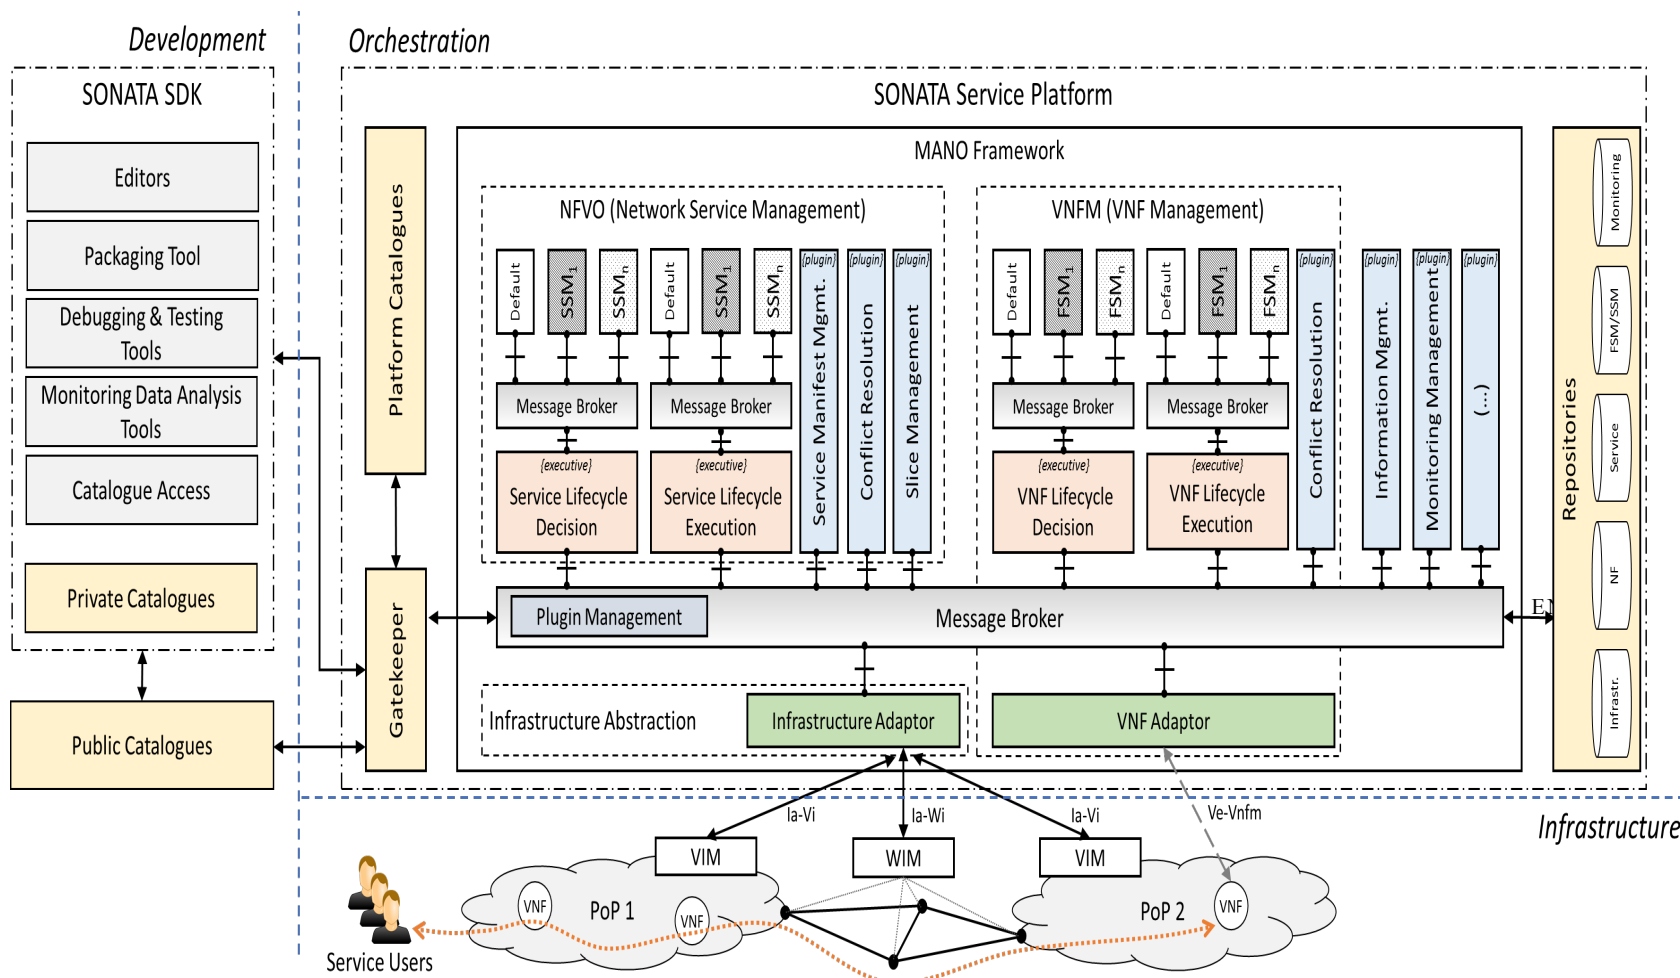 Development
Orchestration
SONATA SDK
Editors
Packaging Tool
Debugging & Testing
Tools
Monitoring Data Analysis
Tools
Catalogue Access
Private Catalogues
Public Catalogues
SONATA Service Platform
Platform Catalogues
Gatekeeper
MANO Framework
NFVO (Network Service Management)
Default
SSM1
SSMn
Default
SSM1
SSMn
Message Broker
Message Broker
{executive}
Service Lifecycle
Decision
{executive}
Service Lifecycle
Execution
{plugin}
Service Manifest Mgmt.
{plugin}
Conflict Resolution
{plugin}
Slice Management
VNFM (VNF Management)
Default
FSM1
FSMn
Default
FSM1
FSMn
Message Broker
Message Broker
{executive}
VNF Lifecycle
Decision
{executive}
VNF Lifecycle
Execution
{plugin}
Conflict Resolution
{plugin}
Information Mgmt.
{plugin}
Monitoring Management
{plugin}
(...)
Plugin Management
Message Broker
Infrastructure Abstraction
Infrastructure Adaptor
VNF Adaptor
Repositories
Monitoring
FSM/SSM
Service
NF
Infrastr.
Ia-Vi
Ia-Wi
Ia-Vi
Ve-Vnfm
Infrastructure
VIM
WIM
VIM
VNF
PoP 1
VNF
PoP 2
VNF
Service Users